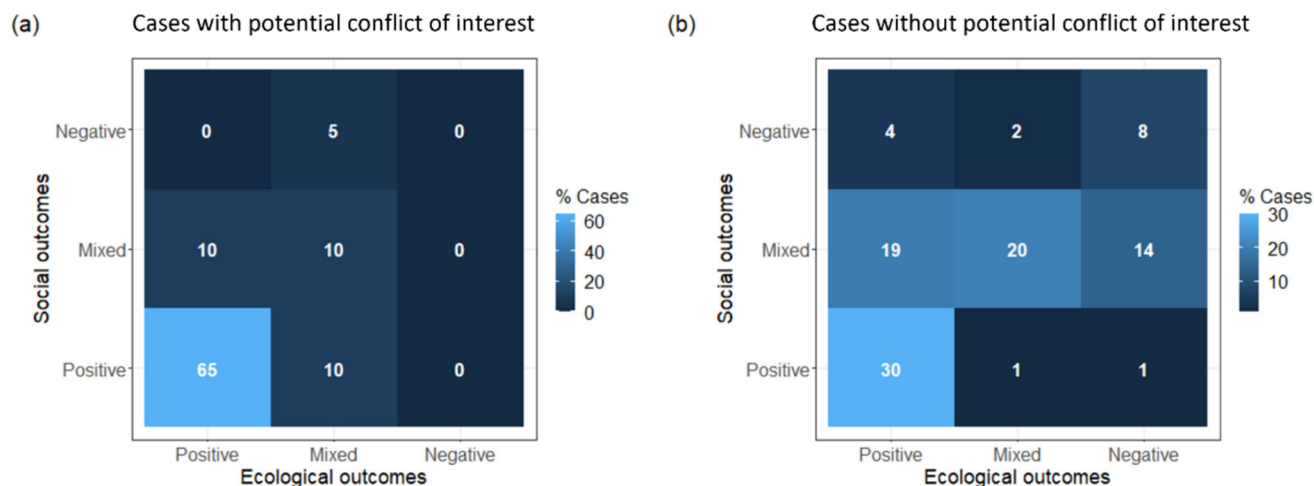 (a) Cases with potential conflict of interest
Social outcomes
Negative 0 5 0
Mixed 10 10 0
Positive 65 10 0
Positive Mixed Negative
Ecological outcomes
% Cases
60
40
20
0
(b) Cases without potential conflict of interest
Social outcomes
Negative 4 2 8
Mixed 19 20 14
Positive 30 1 1
Positive Mixed Negative
Ecological outcomes
% Cases
30
20
10